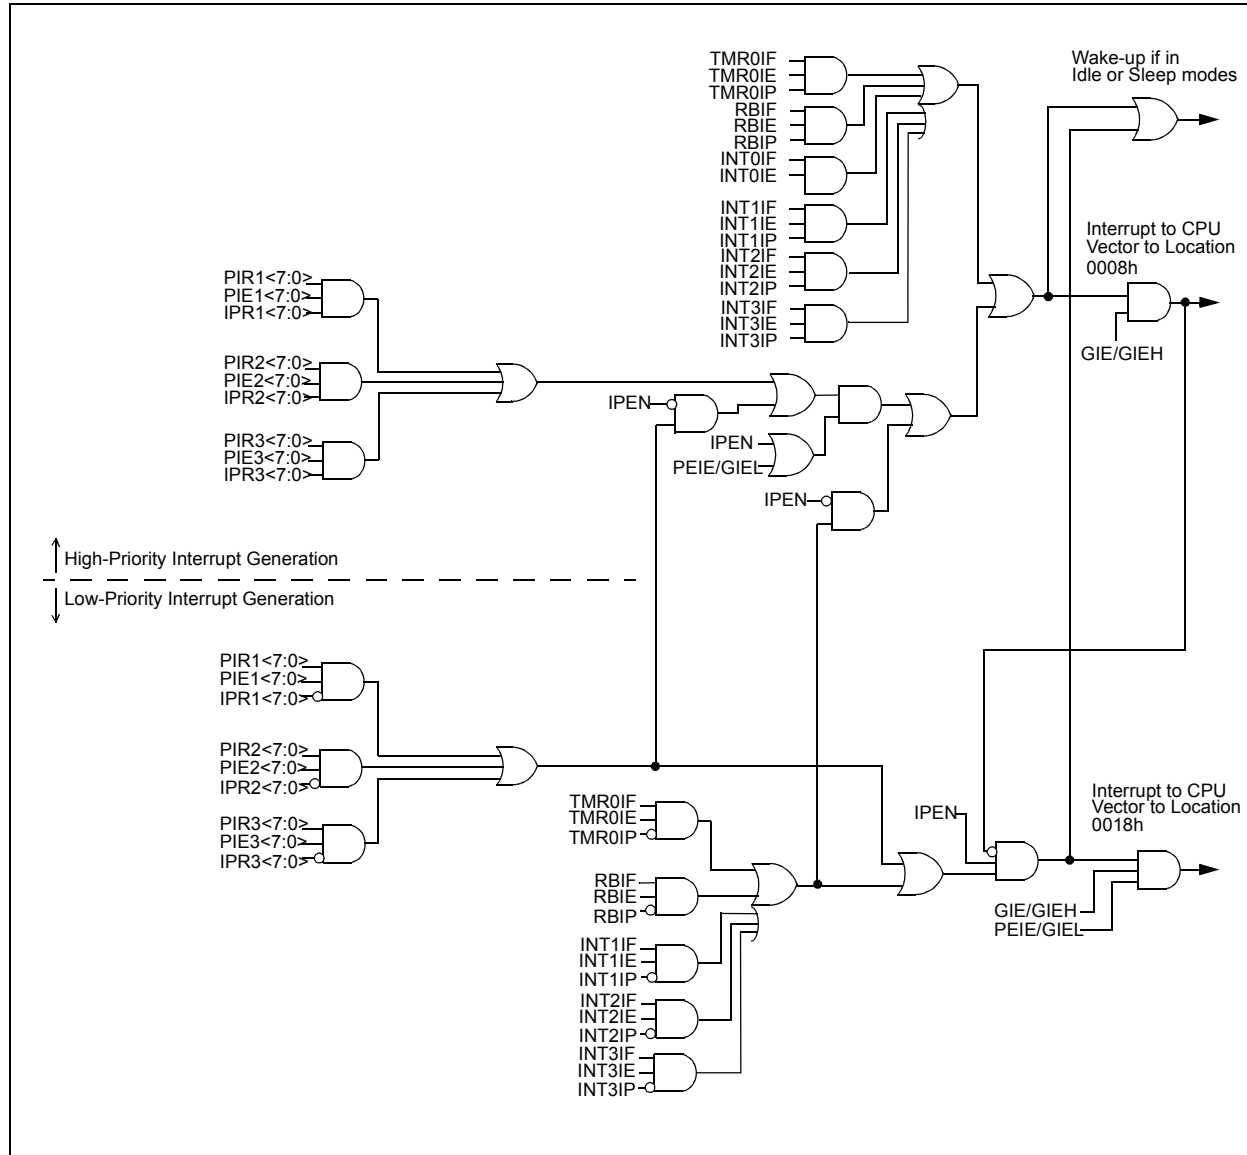 TMR0IF
TMR0IE
TMR0IP
RBIF
RBIE
RBIP
INT0IF
INT0IE
INT1IF
INT1IE
INT1IP
INT2IF
INT2IE
INT2IP
INT3IF
INT3IE
INT3IP
Wake-up if in
Idle or Sleep modes
Interrupt to CPU
Vector to Location
0008h
GIE/GIEH
PIR1<7:0>
PIE1<7:0>
IPR1<7:0>
PIR2<7:0>
PIE2<7:0>
IPR2<7:0>
PIR3<7:0>
PIE3<7:0>
IPR3<7:0>
IPEN
IPEN
PEIE/GIEL
IPEN
High-Priority Interrupt Generation
Low-Priority Interrupt Generation
PIR1<7:0>
PIE1<7:0>
IPR1<7:0>
PIR2<7:0>
PIE2<7:0>
IPR2<7:0>
PIR3<7:0>
PIE3<7:0>
IPR3<7:0>
TMR0IF
TMR0IE
TMR0IP
RBIF
RBIE
RBIP
INT1IF
INT1IE
INT1IP
INT2IF
INT2IE
INT2IP
INT3IF
INT3IE
INT3IP
IPEN
Interrupt to CPU
Vector to Location
0018h
GIE/GIEH
PEIE/GIEL